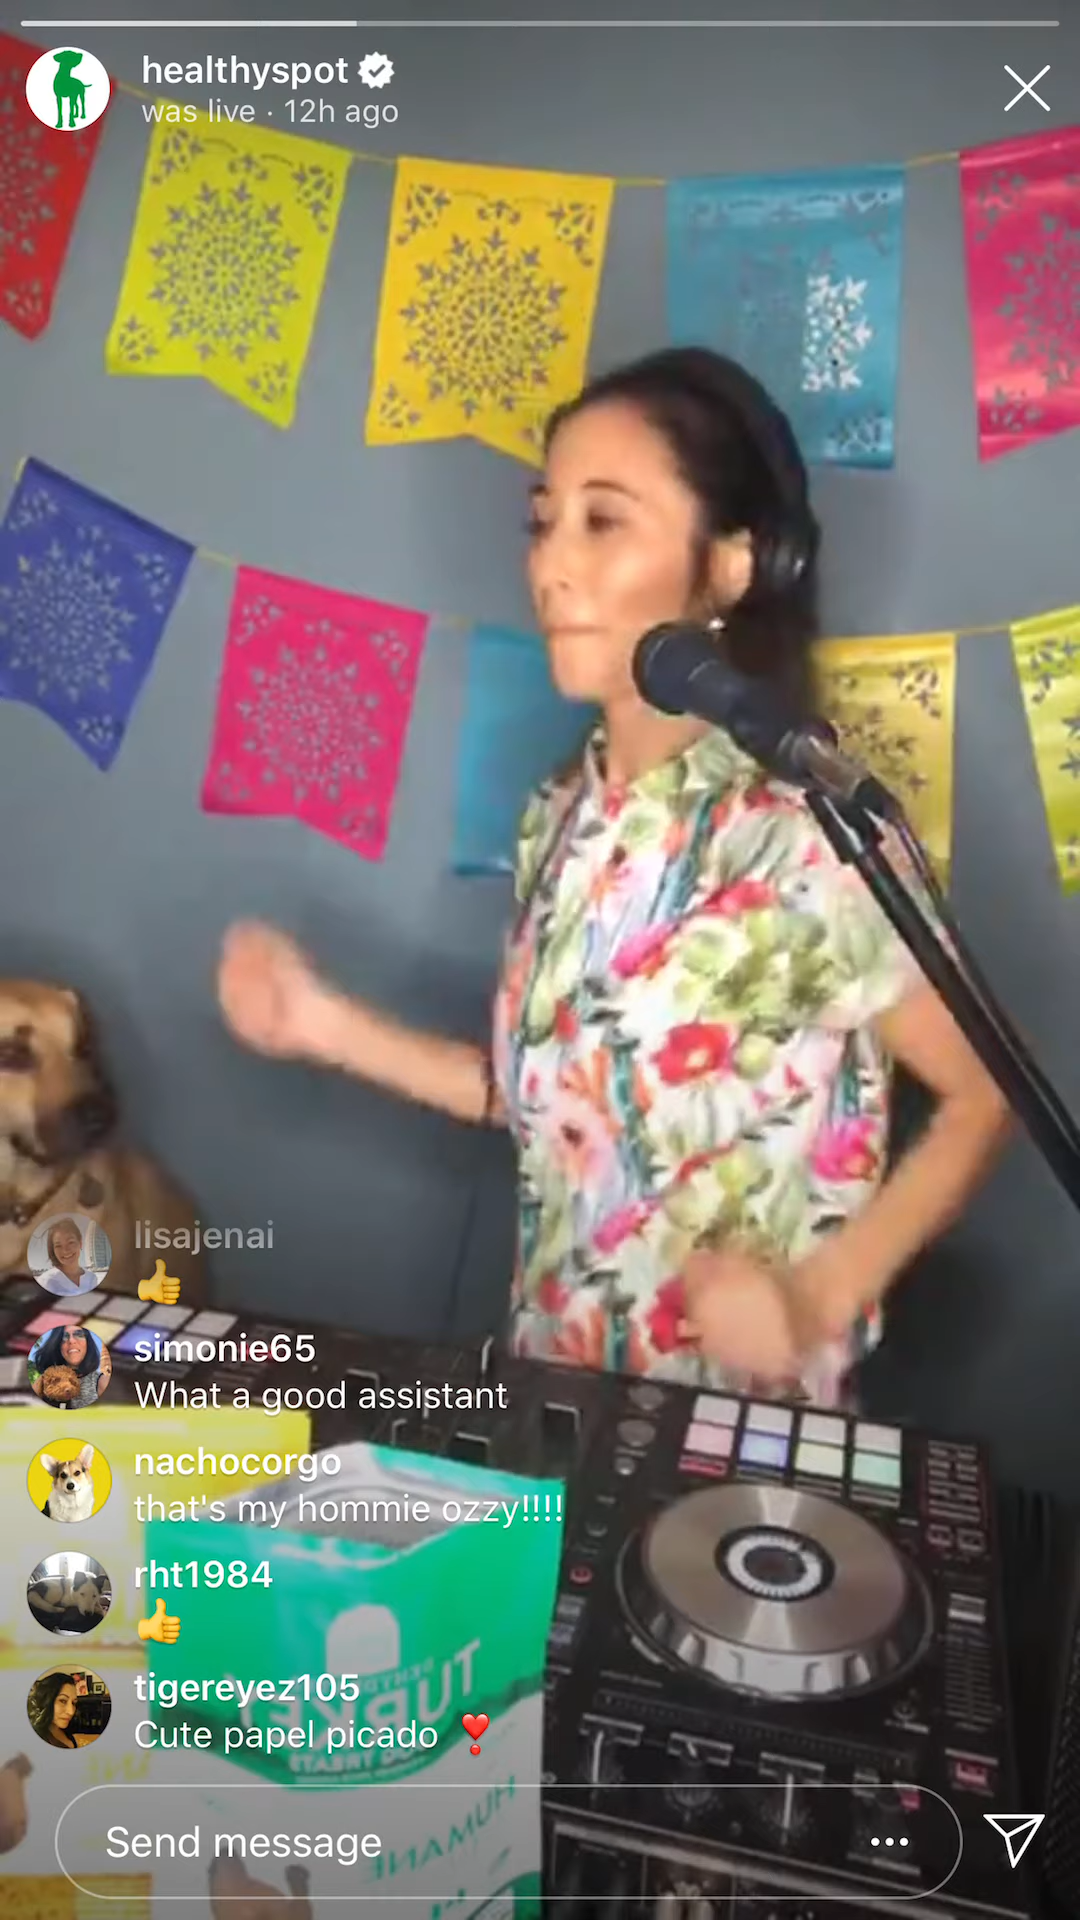 healthyspot
was live · 12h ago
lisajenai
👍
simonie65
What a good assistant
nachocorgo
that's my hommie ozzy!!!!
rht1984
👍
tigereyez105
Cute papel picado ❣️
HUMANE
Send message